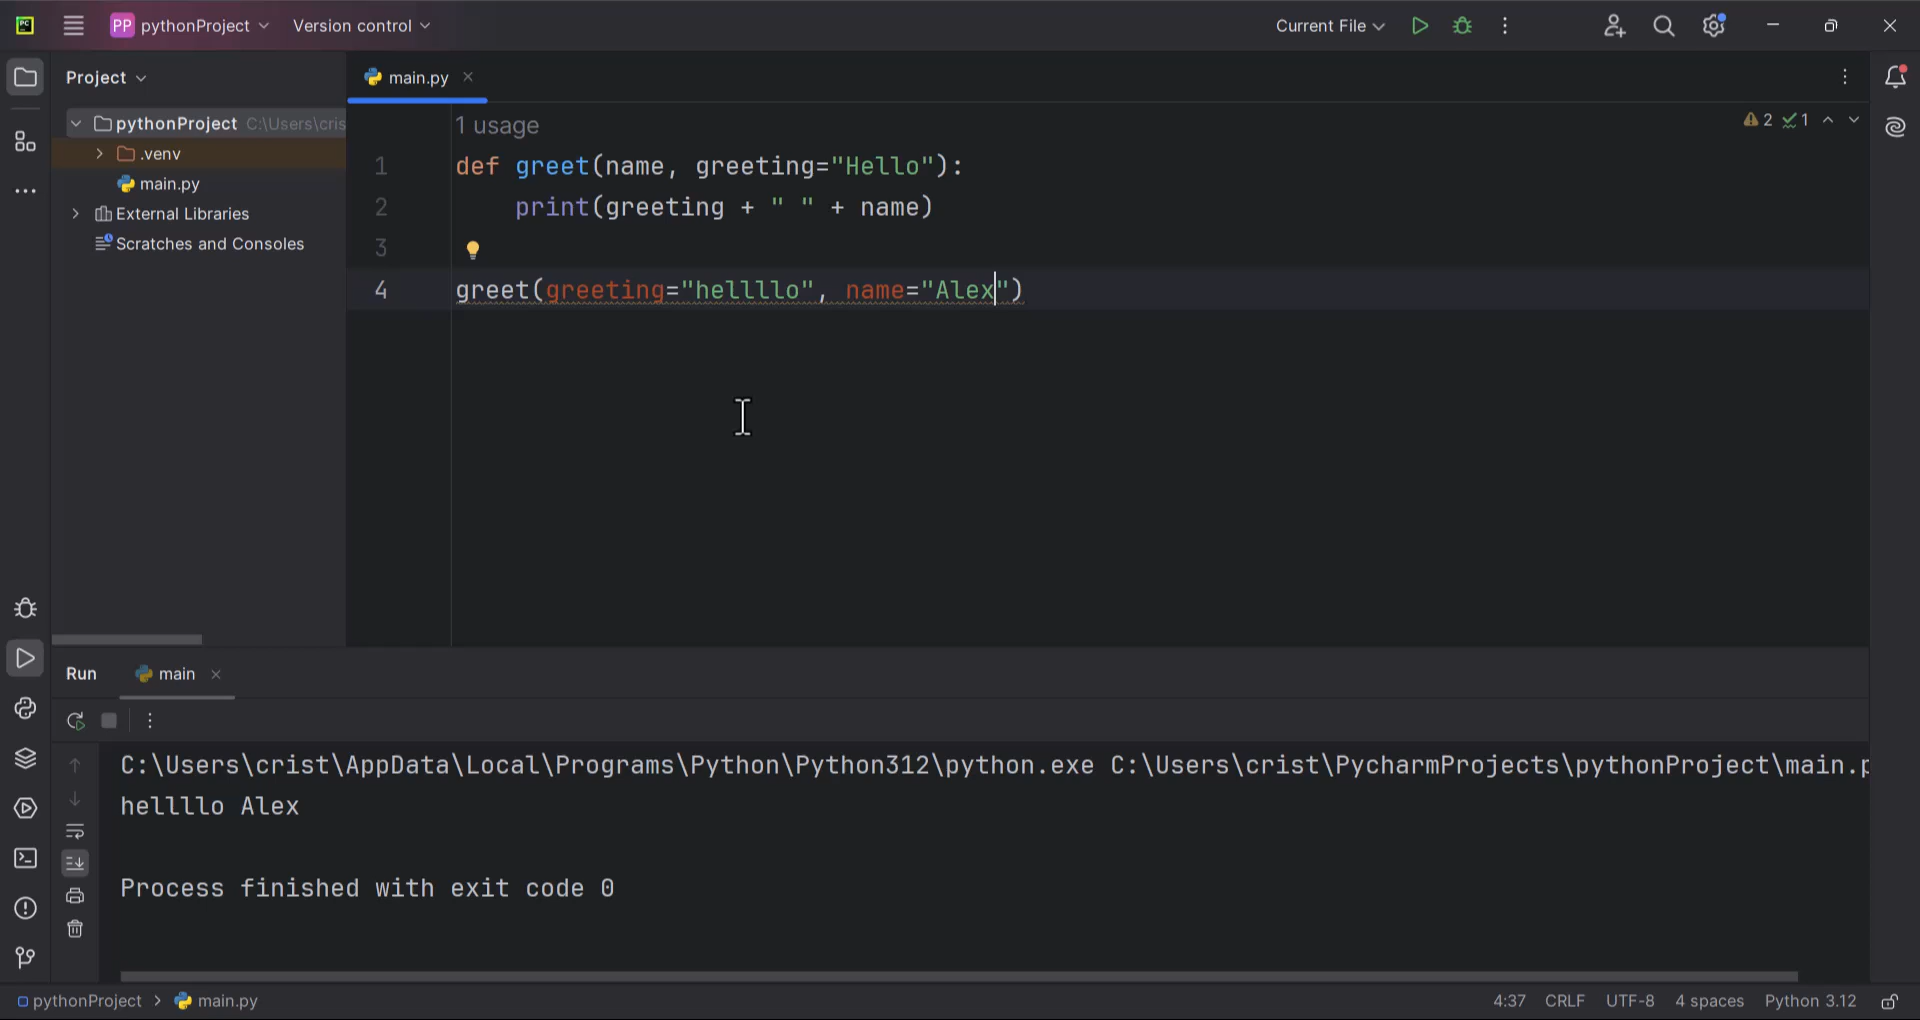 PP pythonProject Version control Current File
Project
main.py
pythonProject C:\Users\cris
.venv
main.py
External Libraries
Scratches and Consoles
2 1
1 usage
1 def greet(name, greeting="Hello"):
2 print(greeting + " " + name)
3
4 greet(greeting="hellllo", name="Alex")
Run main
C:\Users\crist\AppData\Local\Programs\Python\Python312\python.exe C:\Users\crist\PycharmProjects\pythonProject\main.p
hellllo Alex
Process finished with exit code 0
pythonProject > main.py 4:37 CRLF UTF-8 4 spaces Python 3.12